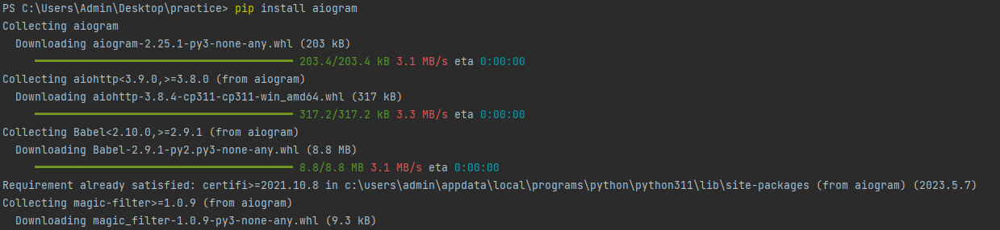 PS C:\Users\Admin\Desktop\practice> pip install aiogram
Collecting aiogram
  Downloading aiogram-2.25.1-py3-none-any.whl (203 kB)
     ━━━━━━━━━━━━━━━━━━━━━━━━━━━━━━━━━━━━━━━━ 203.4/203.4 kB 3.1 MB/s eta 0:00:00
Collecting aiohttp<3.9.0,>=3.8.0 (from aiogram)
  Downloading aiohttp-3.8.4-cp311-cp311-win_amd64.whl (317 kB)
     ━━━━━━━━━━━━━━━━━━━━━━━━━━━━━━━━━━━━━━━━ 317.2/317.2 kB 3.3 MB/s eta 0:00:00
Collecting Babel<2.10.0,>=2.9.1 (from aiogram)
  Downloading Babel-2.9.1-py2.py3-none-any.whl (8.8 MB)
     ━━━━━━━━━━━━━━━━━━━━━━━━━━━━━━━━━━━━━━━━ 8.8/8.8 MB 3.1 MB/s eta 0:00:00
Requirement already satisfied: certifi>=2021.10.8 in c:\users\admin\appdata\local\programs\python\python311\lib\site-packages (from aiogram) (2023.5.7)
Collecting magic-filter>=1.0.9 (from aiogram)
  Downloading magic_filter-1.0.9-py3-none-any.whl (9.3 kB)